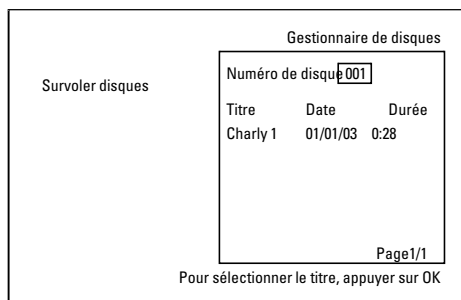 Gestionnaire de disques
Survoler disques
Numéro de disque 001
Titre Date Durée
Charly 1 01/01/03 0:28
Page1/1
Pour sélectionner le titre, appuyer sur OK